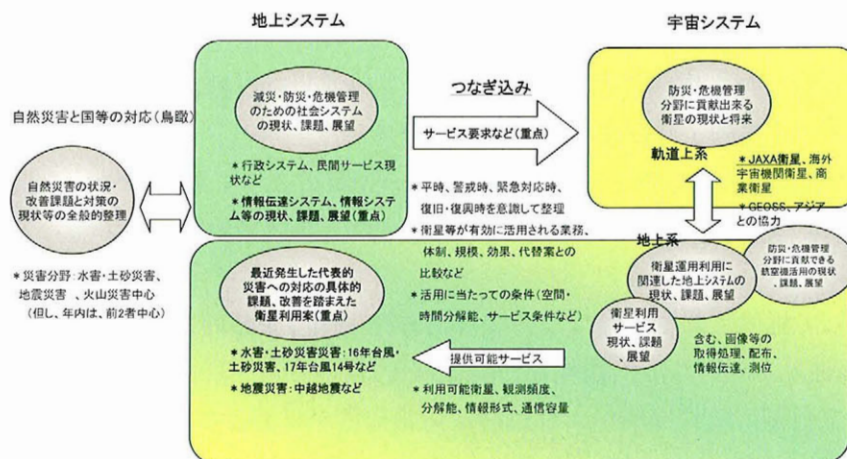 地上システム
宇宙システム
自然災害と国等の対応(鳥瞰)
自然災害の状況・
改善課題と対策の
現状等の全般的整理
*災害分野:水害・土砂災害、
地震災害 、火山災害中心
(但し、年内は、前2者中心)
減災・防災・危機管理
のための社会システム
の現状、課題、展望
*行政システム、民間サービス現
状など
*情報伝達システム、情報システ
ム等の現状、課題、展望(重点)
つなぎ込み
サービス要求など(重点)
*平時、警戒時、緊急対応時、
復旧・復興時を意識して整理
*衛星等が有効に活用される業務、
体制、規模、効果、代替案との
比較など
*活用に当たっての条件(空間・
時間分解能、サービス条件など)
提供可能サービス
*利用可能衛星、観測頻度、
分解能、情報形式、通信容量
防災・危機管理
分野に貢献出来る
衛星の現状と将来
軌道上系
*JAXA衛星、海外
宇宙機関衛星、商
業衛星
*GEOSS、アジア
との協力
地上系
防災・危機管理
分野に貢献できる
航空機活用の現状
、課題、展望
衛星運用利用に
関連した地上システムの
現状、課題、展望
衛星利用
サービス
現状、課題
、展望
含む、画像等の
取得処理、配布、
情報伝達、測位
最近発生した代表的
災害への対応の具体的
課題、改善を踏まえた
衛星利用案(重点)
*水害・土砂災害災害:16年台風・
土砂災害、17年台風14号など
*地震災害:中越地震など